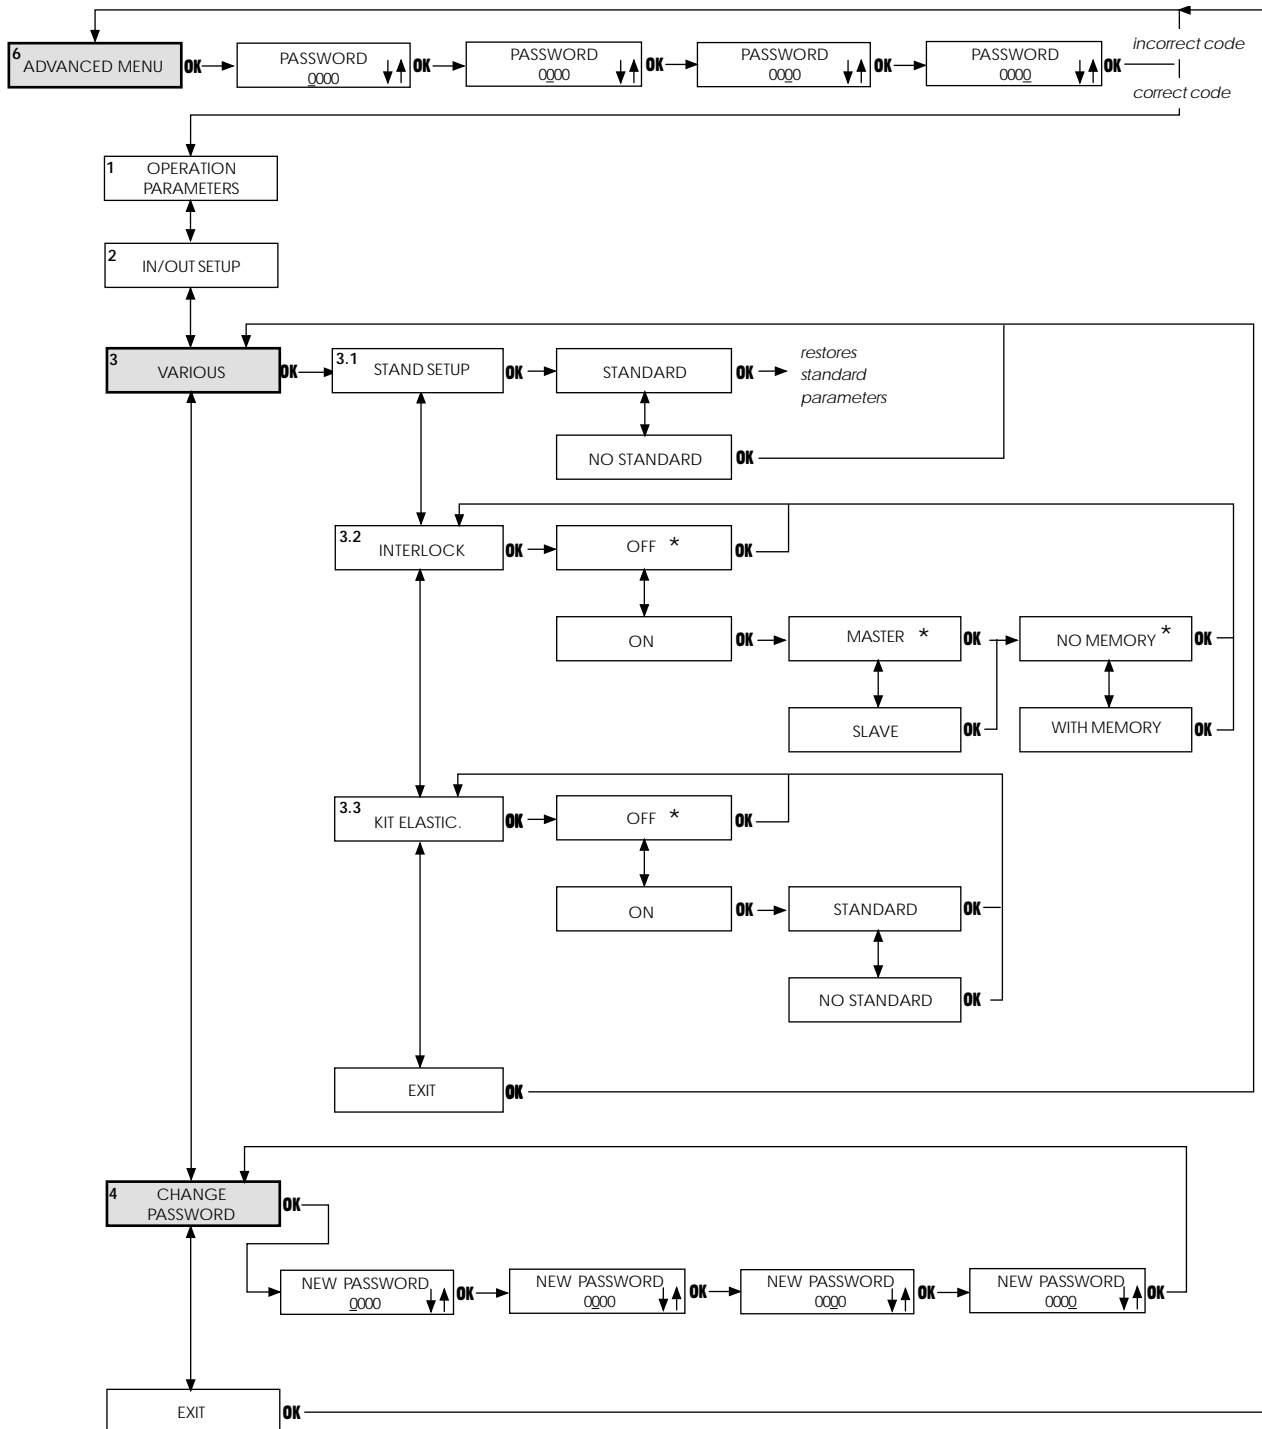 6
ADVANCED MENU
OK
PASSWORD
0000
OK
PASSWORD
0000
OK
PASSWORD
0000
OK
PASSWORD
0000
OK
incorrect code
correct code
1
OPERATION
PARAMETERS
2
IN/OUT SETUP
3
VARIOUS
OK
3.1
STAND SETUP
OK
STANDARD
OK
restores
standard
parameters
NO STANDARD
OK
3.2
INTERLOCK
OK
OFF *
OK
ON
OK
MASTER *
OK
NO MEMORY *
OK
SLAVE
OK
WITH MEMORY
OK
3.3
KIT ELASTIC.
OK
OFF *
OK
ON
OK
STANDARD
OK
NO STANDARD
OK
EXIT
OK
4
CHANGE
PASSWORD
OK
NEW PASSWORD
0000
OK
NEW PASSWORD
0000
OK
NEW PASSWORD
0000
OK
NEW PASSWORD
0000
OK
EXIT
OK